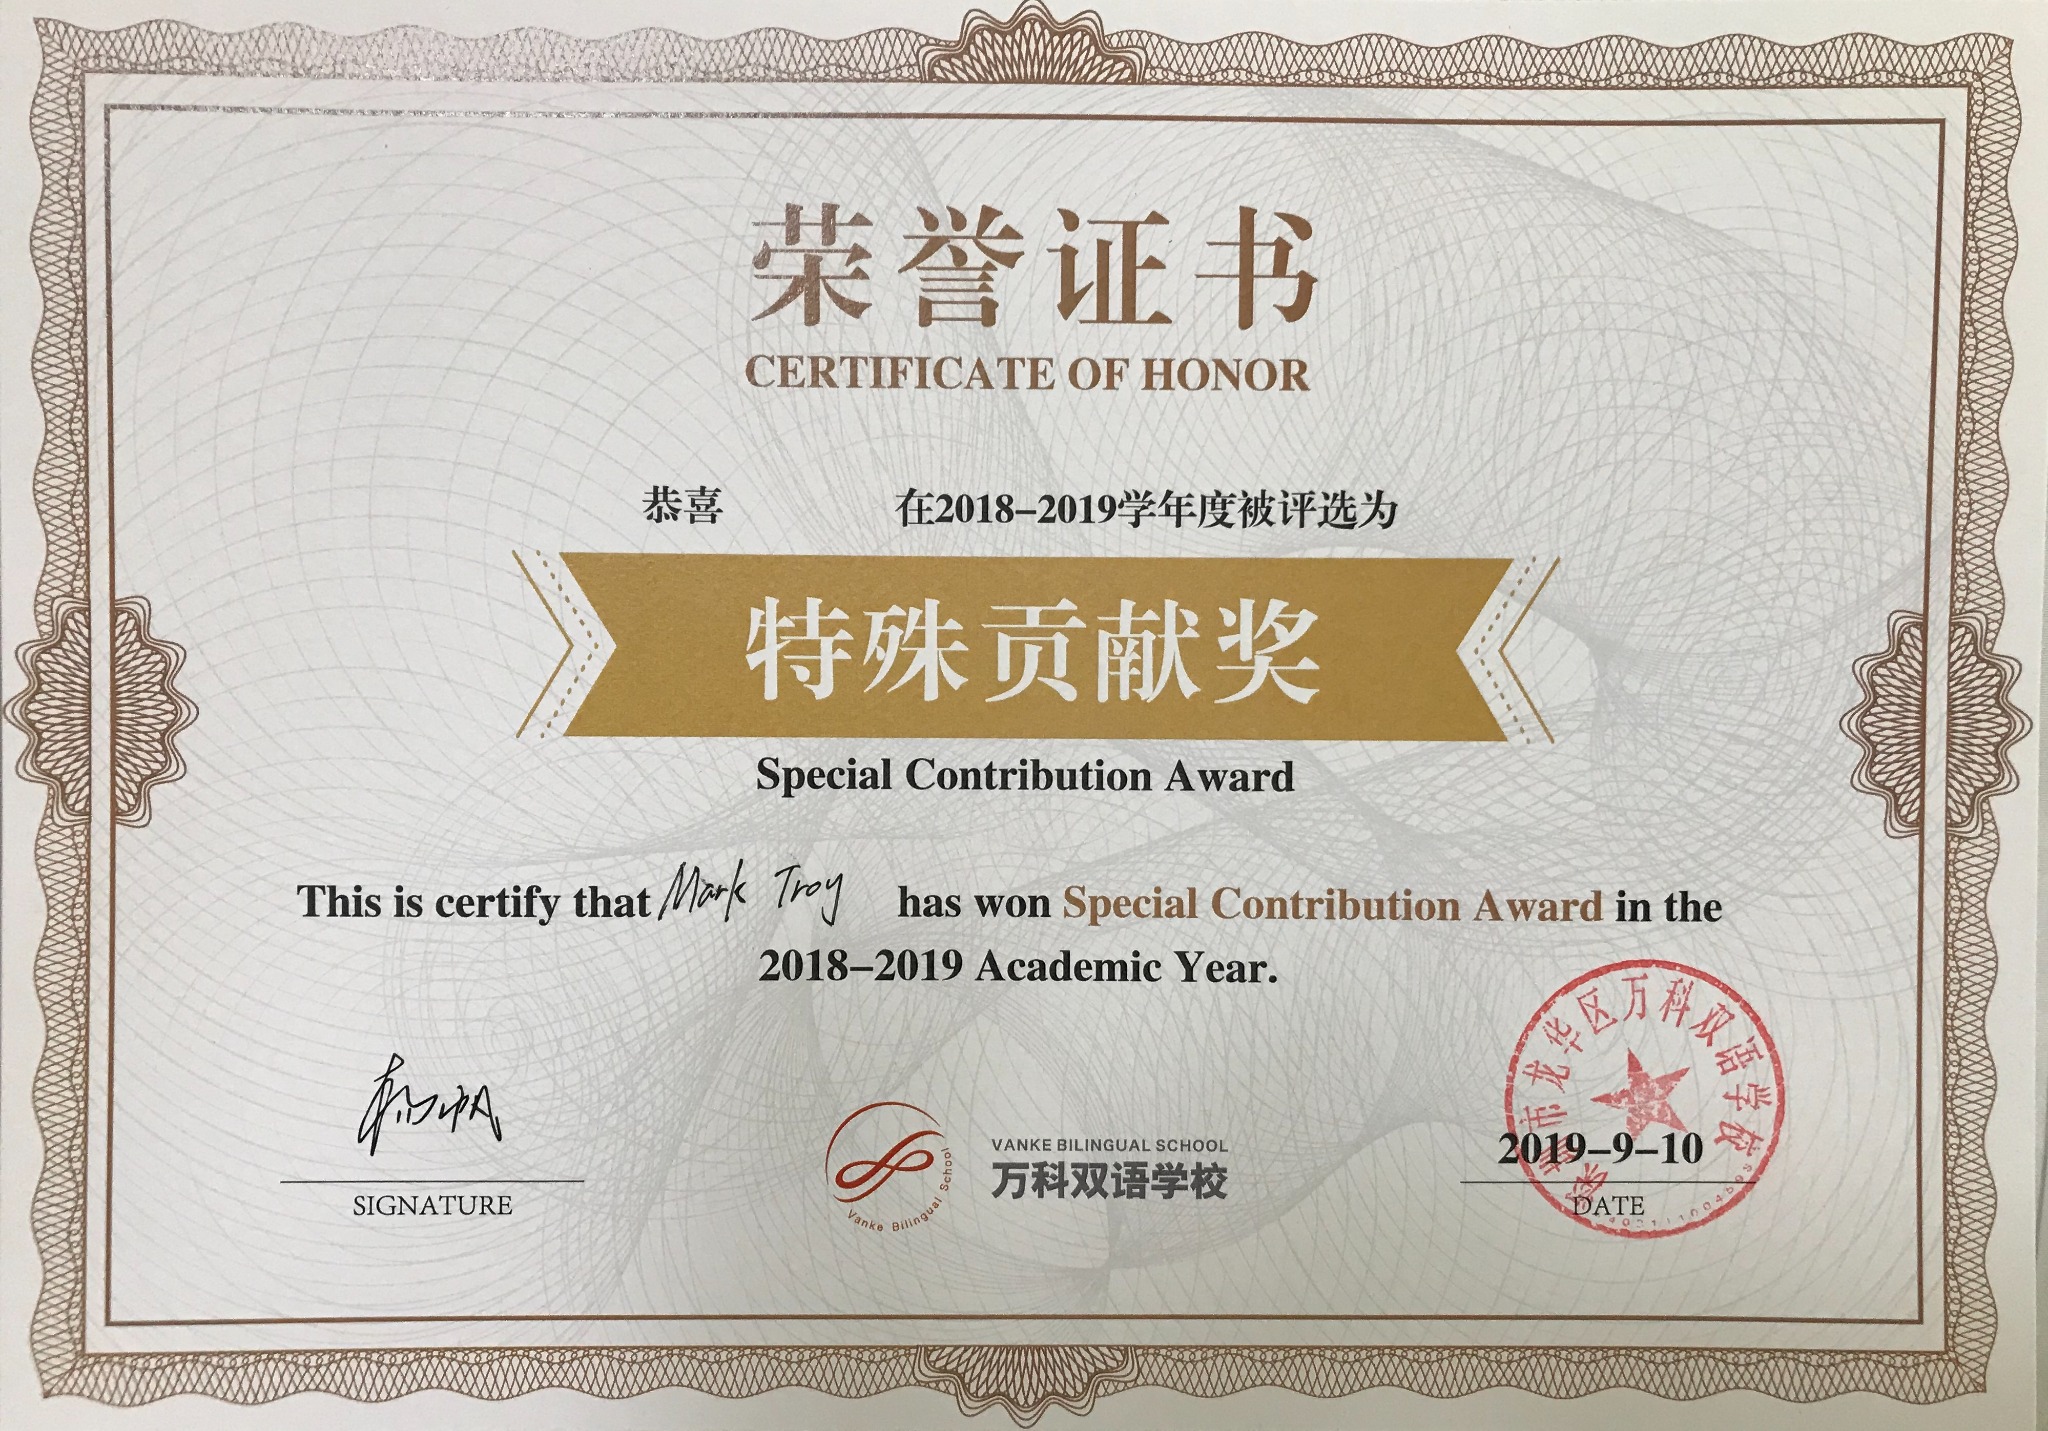 荣誉证书
CERTIFICATE OF HONOR
恭喜 在2018-2019学年度被评选为
特殊贡献奖
Special Contribution Award
This is certify that Mark Troy has won Special Contribution Award in the
2018-2019 Academic Year.
SIGNATURE
Vanke Bilingual School
VANKE BILINGUAL SCHOOL
万科双语学校
深圳市龙华区万科双语学校
2019-9-10
DATE